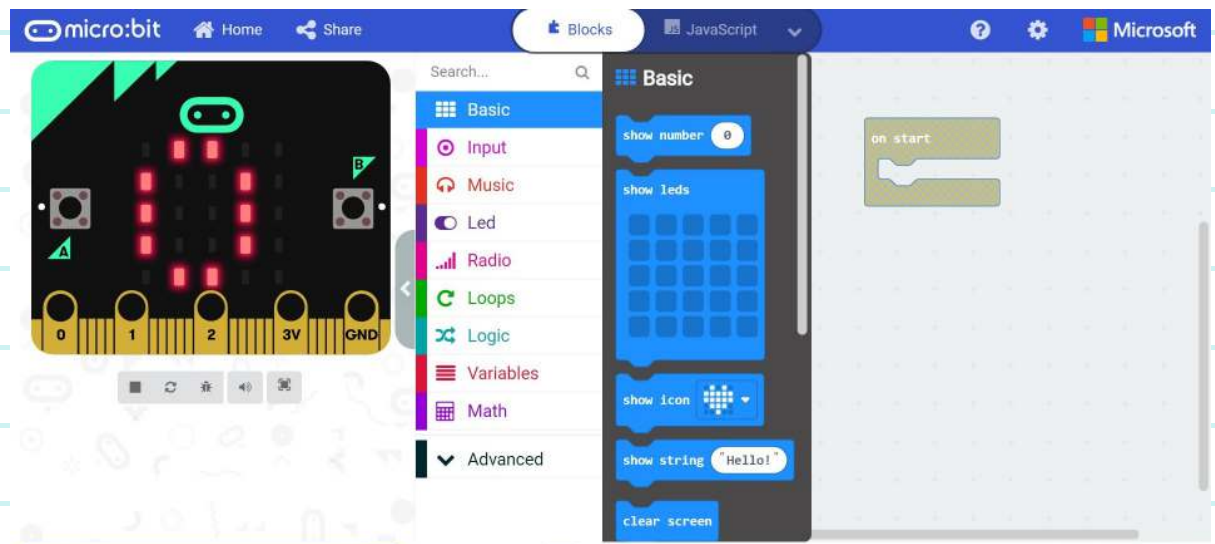 micro:bit Home Share Blocks JavaScript Microsoft
B
A
0 1 2 3V GND
Search...
Basic
Input
Music
Led
Radio
Loops
Logic
Variables
Math
Advanced
Basic
show number 0
show leds
show icon
show string "Hello!"
clear screen
on start